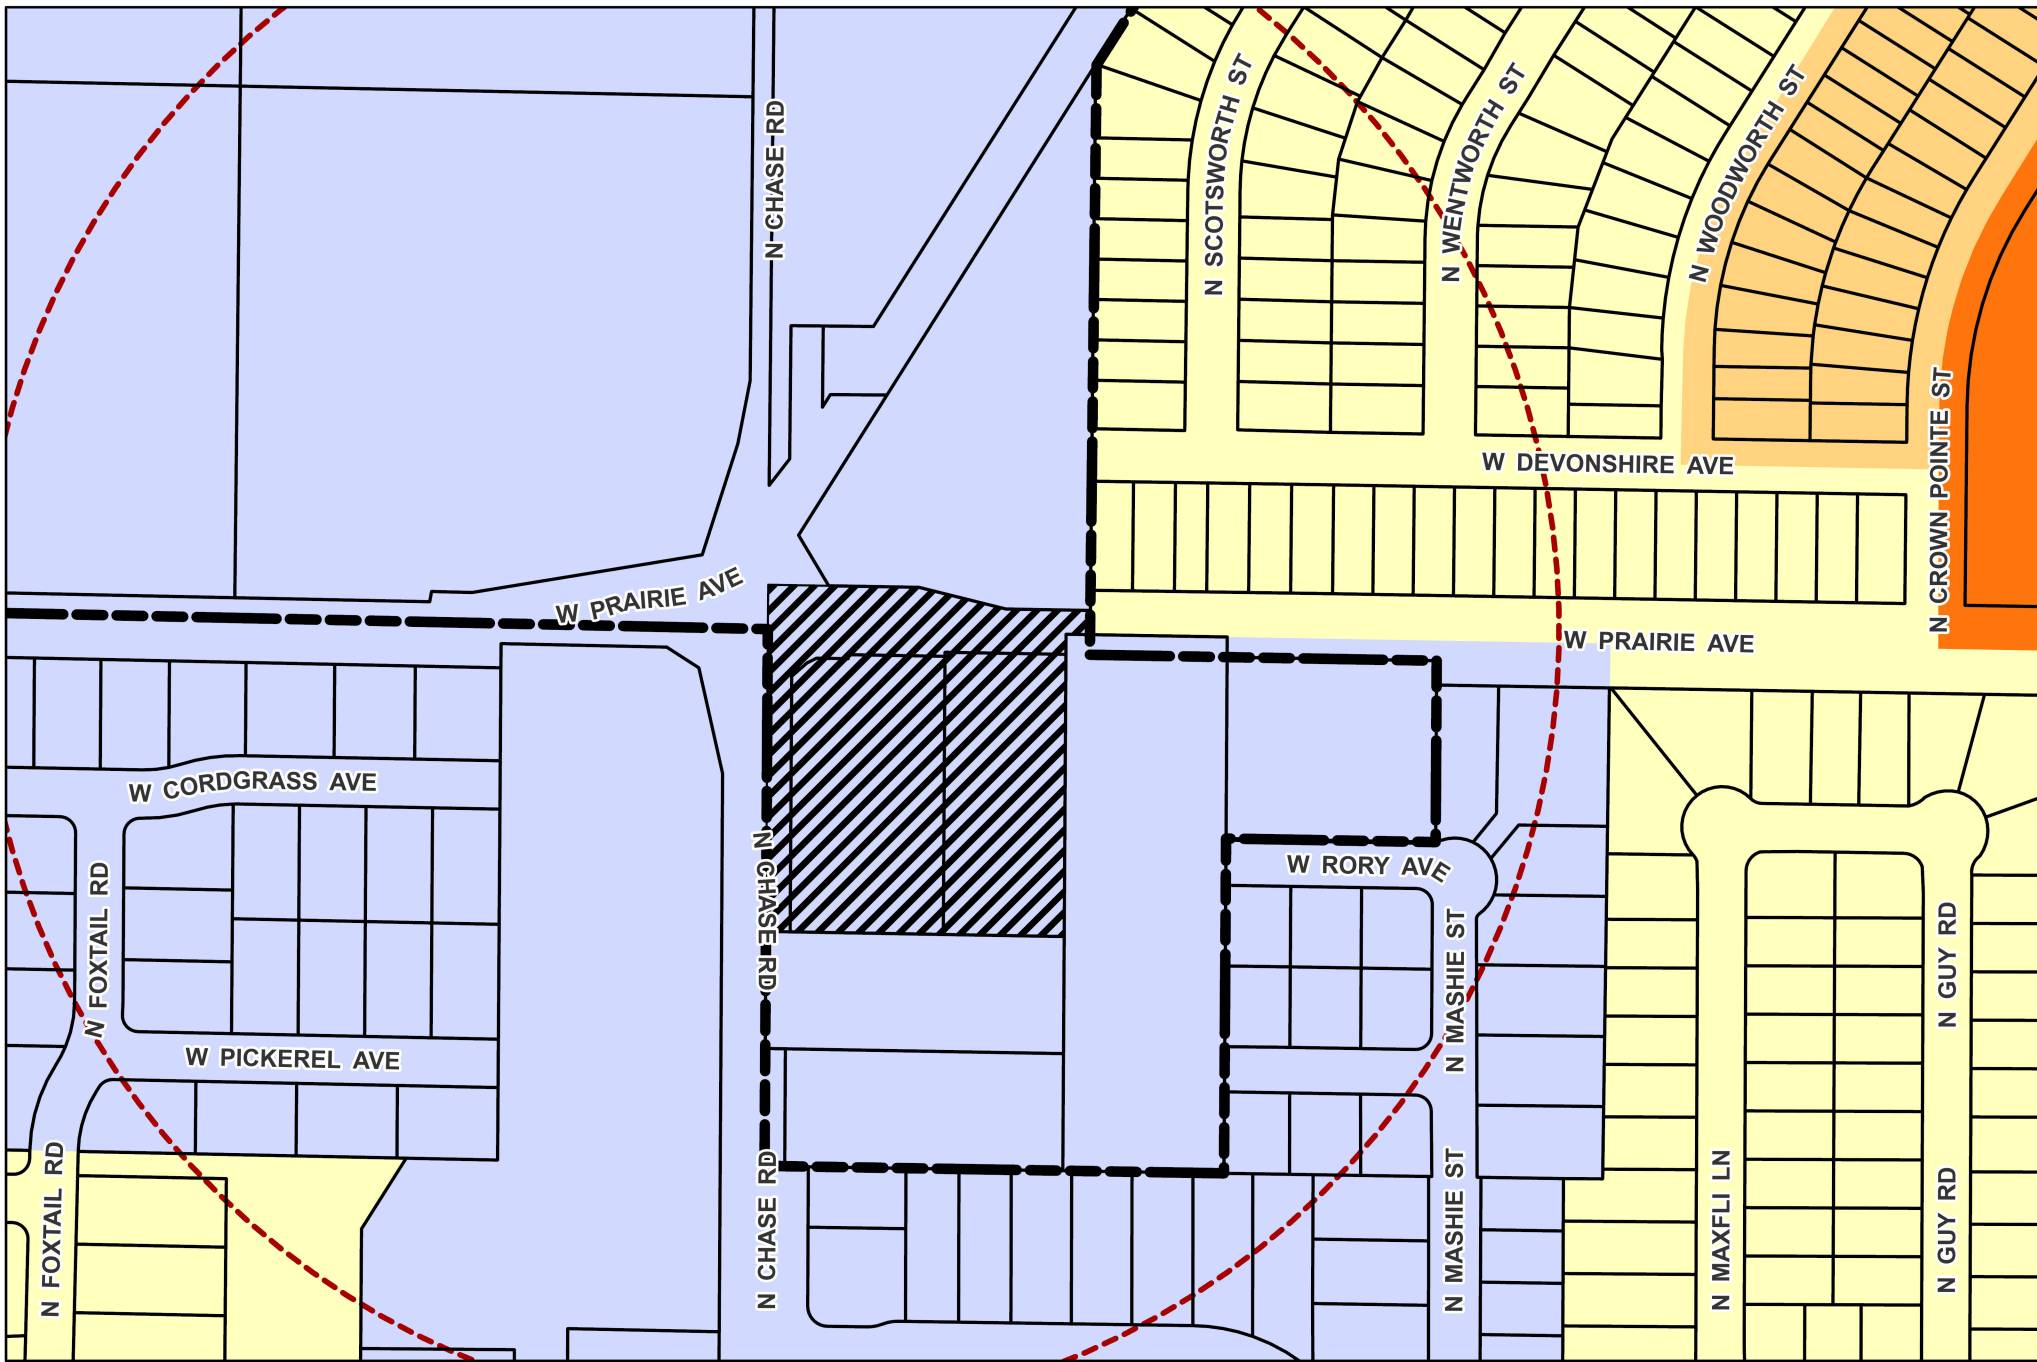 N CHASE RD
N SCOTSWORTH ST
N WENTWORTH ST
N WOODWORTH ST
W DEVONSHIRE AVE
N CROWN POINTE ST
W PRAIRIE AVE
W PRAIRIE AVE
W CORDGRASS AVE
N CHASE RD
W RORY AVE
N FOXTAIL RD
N MASHIE ST
N GUY RD
W PICKEREL AVE
N FOXTAIL RD
N CHASE RD
N MASHIE ST
N MAXFLI LN
N GUY RD